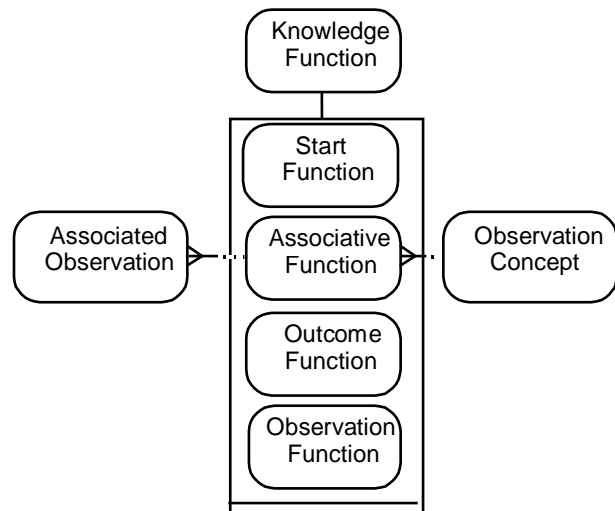 Knowledge
Function
Start
Function
Associated
Observation
Associative
Function
Observation
Concept
Outcome
Function
Observation
Function